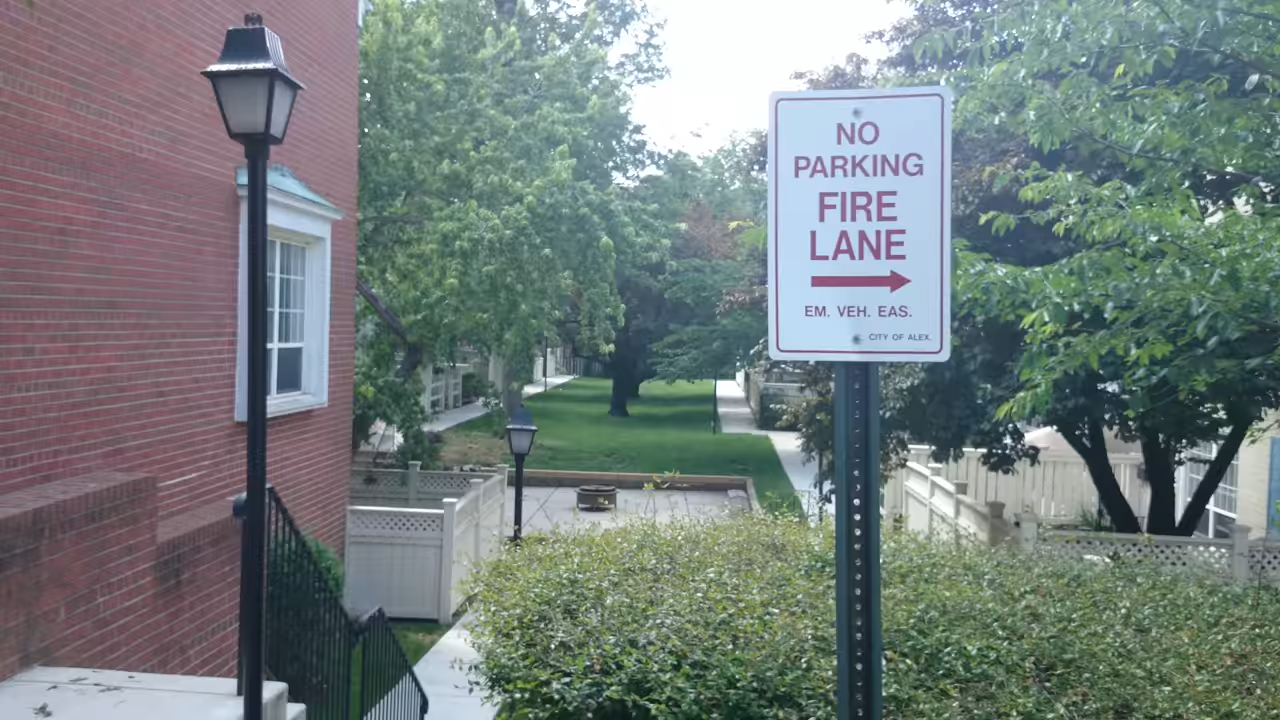 NO
PARKING
FIRE
LANE
EM. VEH. EAS.
CITY OF ALEX.